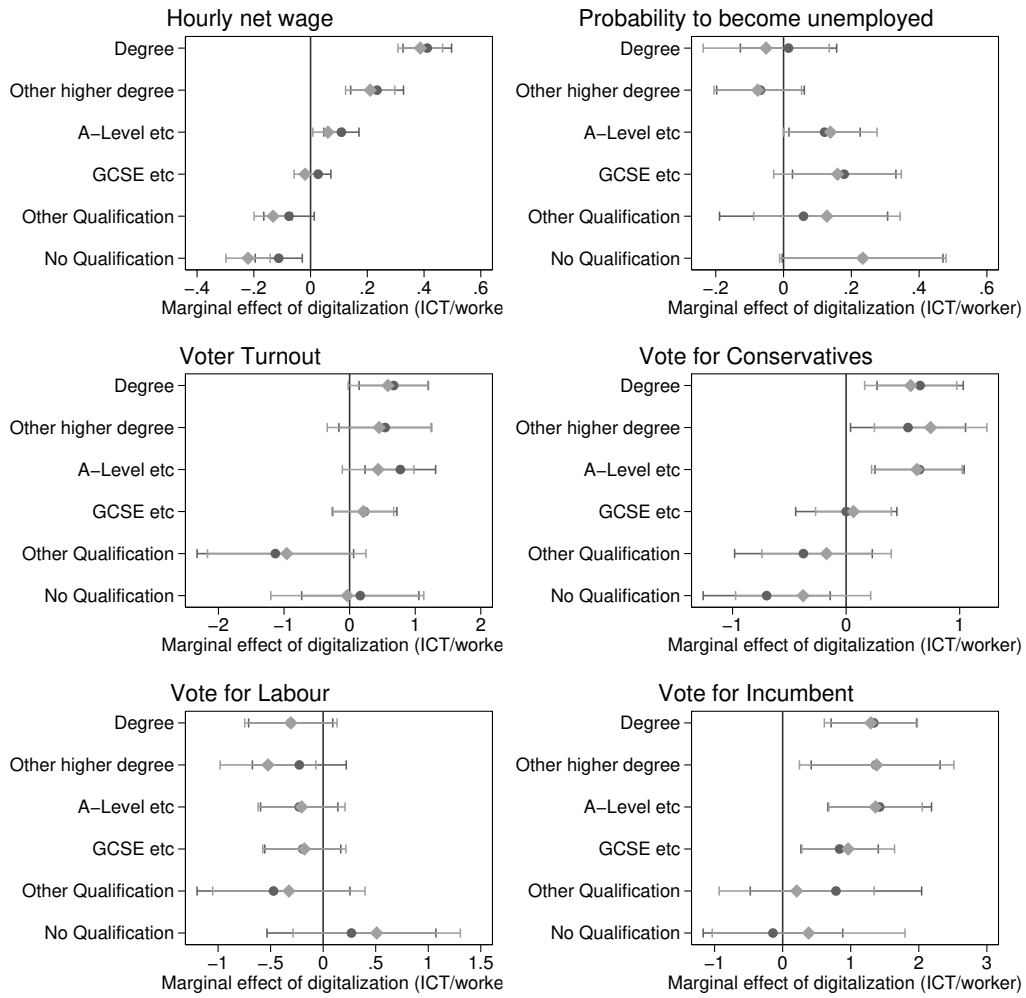 Hourly net wage
Degree
Other higher degree
A−Level etc
GCSE etc
Other Qualification
No Qualification
−.4 −.2 0 .2 .4 .6
Marginal effect of digitalization (ICT/worke
Probability to become unemployed
Degree
Other higher degree
A−Level etc
GCSE etc
Other Qualification
No Qualification
−.2 0 .2 .4 .6
Marginal effect of digitalization (ICT/worker)
Voter Turnout
Degree
Other higher degree
A−Level etc
GCSE etc
Other Qualification
No Qualification
−2 −1 0 1 2
Marginal effect of digitalization (ICT/worke
Vote for Conservatives
Degree
Other higher degree
A−Level etc
GCSE etc
Other Qualification
No Qualification
−1 0 1
Marginal effect of digitalization (ICT/worker)
Vote for Labour
Degree
Other higher degree
A−Level etc
GCSE etc
Other Qualification
No Qualification
−1 −.5 0 .5 1 1.5
Marginal effect of digitalization (ICT/worke
Vote for Incumbent
Degree
Other higher degree
A−Level etc
GCSE etc
Other Qualification
No Qualification
−1 0 1 2 3
Marginal effect of digitalization (ICT/worker)